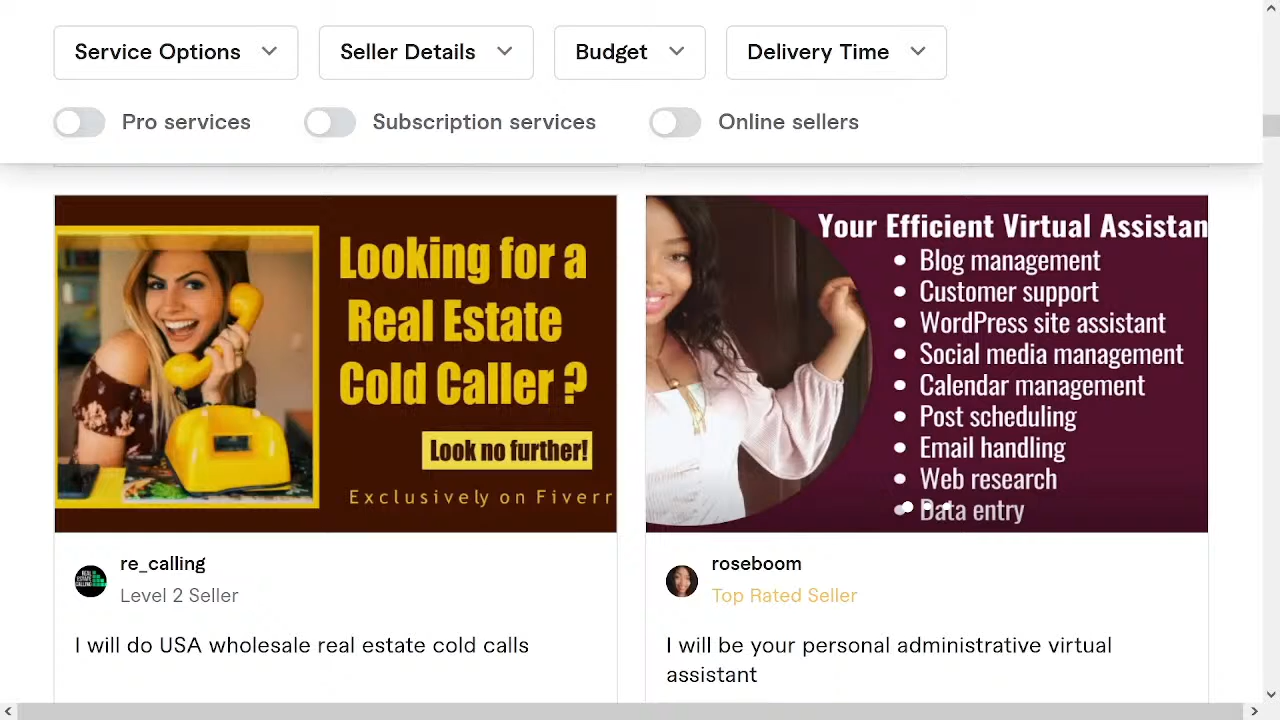 Service Options
Seller Details
Budget
Delivery Time
Pro services
Subscription services
Online sellers
Looking for a
Real Estate
Cold Caller ?
Look no further!
Exclusively on Fiverr
Your Efficient Virtual Assistan
Blog management
Customer support
WordPress site assistant
Social media management
Calendar management
Post scheduling
Email handling
Web research
Data entry
re_calling
Level 2 Seller
I will do USA wholesale real estate cold calls
roseboom
Top Rated Seller
I will be your personal administrative virtual
assistant